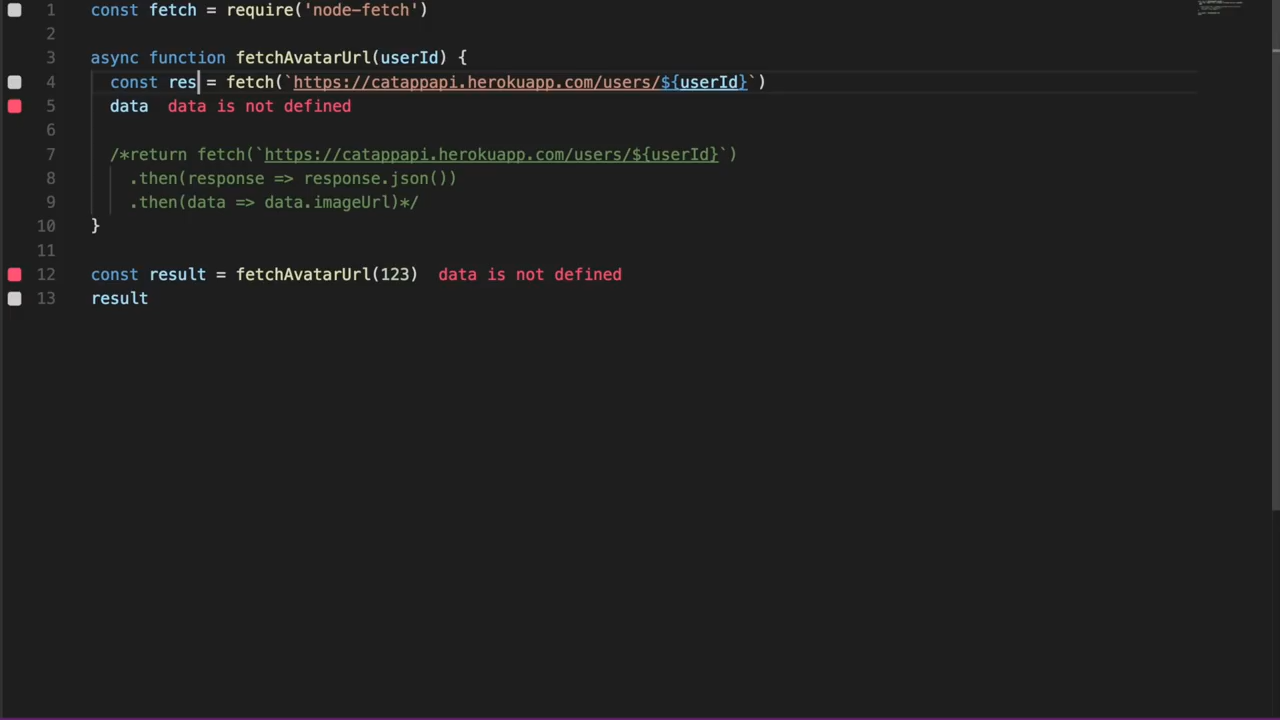 1 const fetch = require('node-fetch')
2
3 async function fetchAvatarUrl(userId) {
4 const res = fetch(`https://catappapi.herokuapp.com/users/${userId}`)
5 data data is not defined
6
7 /*return fetch(`https://catappapi.herokuapp.com/users/${userId}`)
8 .then(response => response.json())
9 .then(data => data.imageUrl)*/
10 }
11
12 const result = fetchAvatarUrl(123) data is not defined
13 result